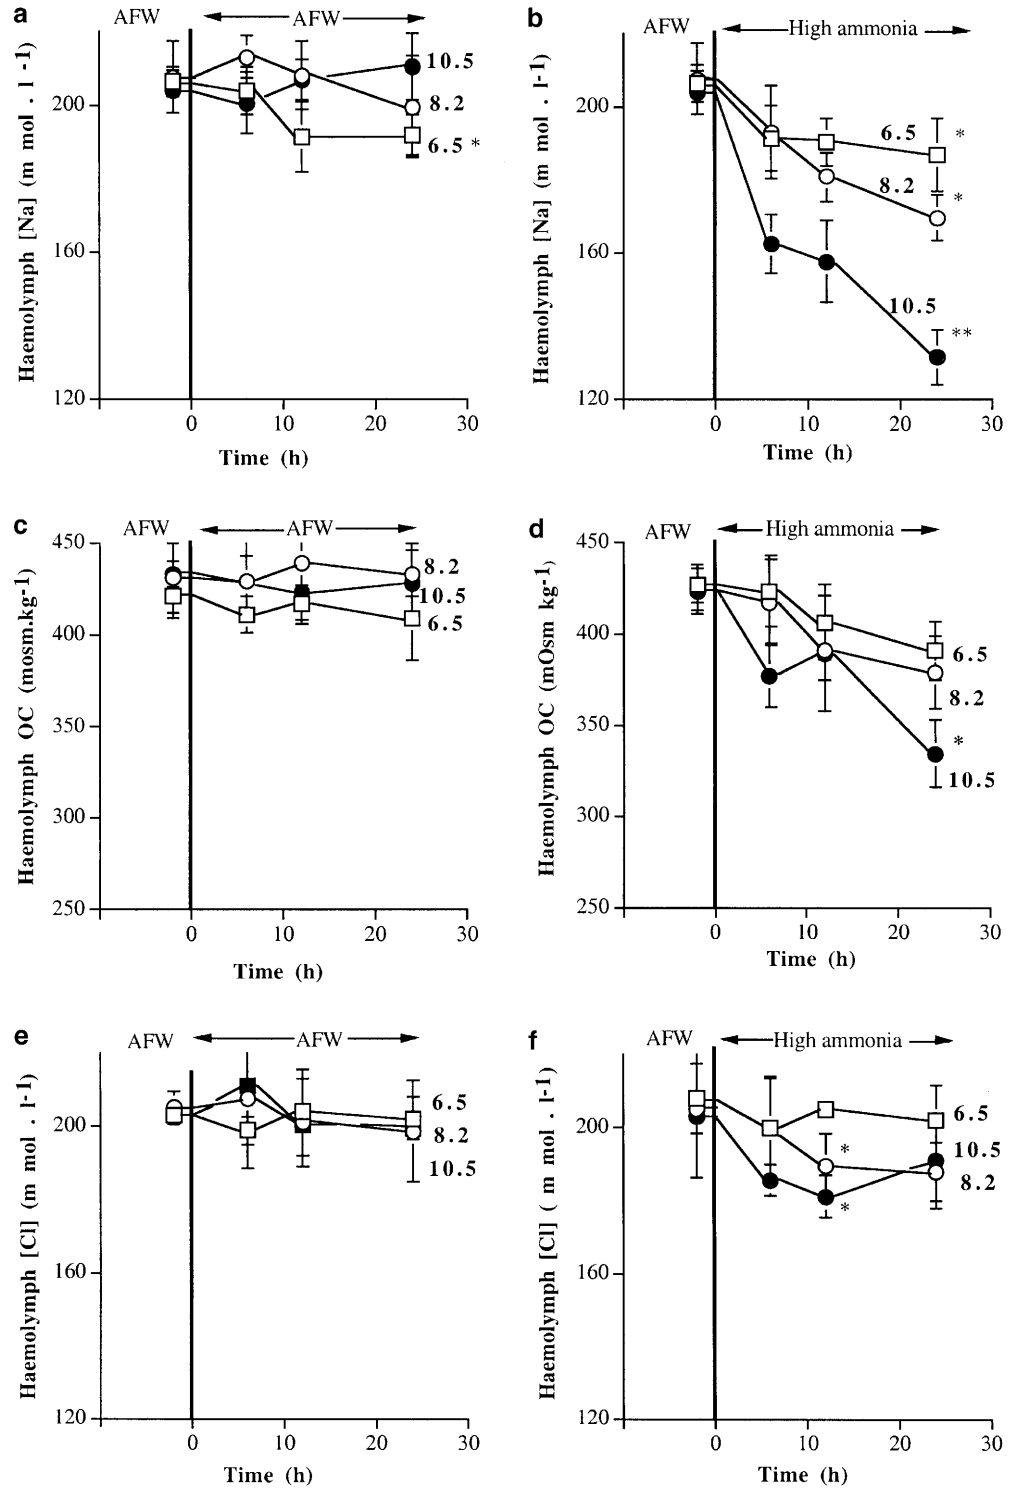 a
AFW
AFW
Haemolymph [Na] (m mol . l -1)
200
160
120
10.5
8.2
6.5 *
0
10
20
30
Time (h)
b
AFW
High ammonia
Haemolymph [Na] (m mol . l-1)
200
160
120
6.5
*
8.2
*
10.5
**
0
10
20
30
Time (h)
c
AFW
AFW
Haemolymph OC (mosm.kg-1)
450
400
350
300
250
8.2
10.5
6.5
0
10
20
30
Time (h)
d
AFW
High ammonia
Haemolymph OC (mOsm kg-1)
450
400
350
300
250
6.5
8.2
*
10.5
0
10
20
30
Time (h)
e
AFW
AFW
Haemolymph [Cl] (m mol . l-1)
200
160
120
6.5
8.2
10.5
0
10
20
30
Time (h)
f
AFW
High ammonia
Haemolymph [Cl] ( m mol . l-1)
200
160
120
6.5
10.5
8.2
*
*
0
10
20
30
Time (h)